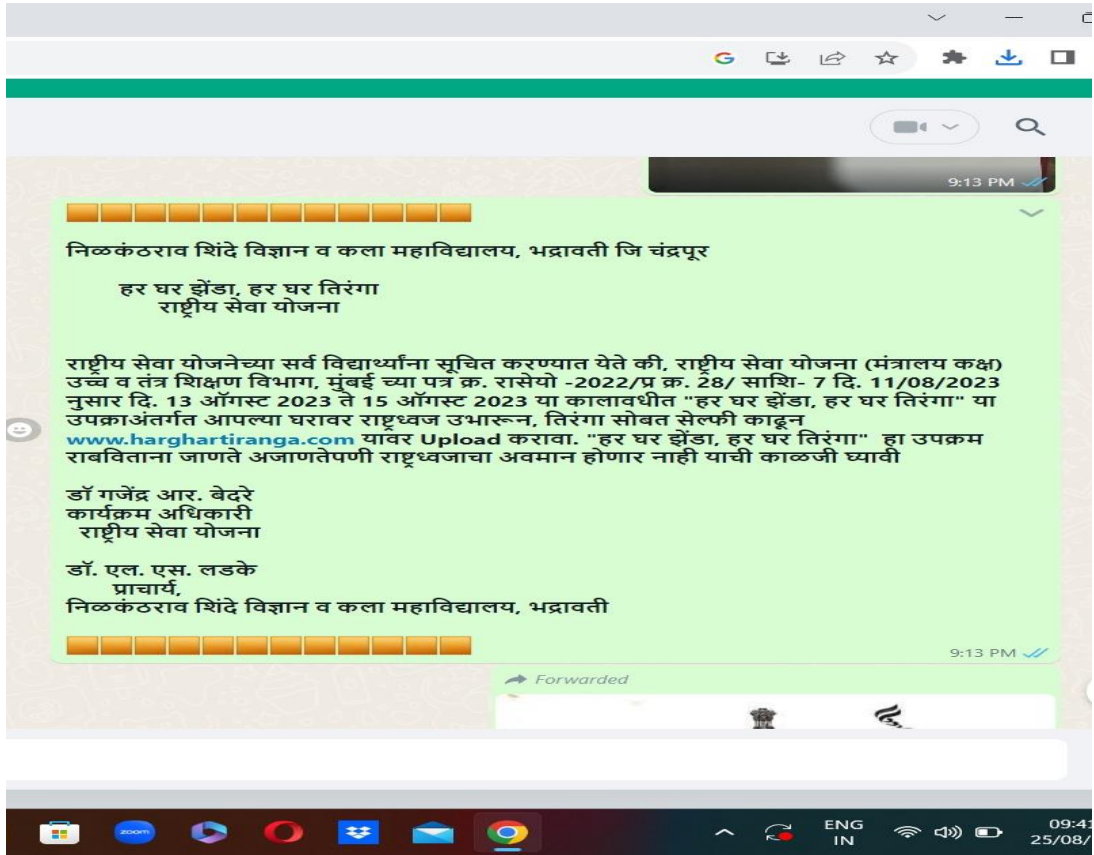 9:13 PM
निळकंठराव शिंदे विज्ञान व कला महाविद्यालय, भद्रावती जि चंद्रपूर
हर घर झेंडा, हर घर तिरंगा
राष्ट्रीय सेवा योजना
राष्ट्रीय सेवा योजनेच्या सर्व विद्यार्थ्यांना सूचित करण्यात येते की, राष्ट्रीय सेवा योजना (मंत्रालय कक्ष)
उच्च व तंत्र शिक्षण विभाग, मुंबई च्या पत्र क्र. रासेयो -2022/प्र क्र. 28/ साशि- 7 दि. 11/08/2023
नुसार दि. 13 ऑगस्ट 2023 ते 15 ऑगस्ट 2023 या कालावधीत "हर घर झेंडा, हर घर तिरंगा" या
उपक्राअंतर्गत आपल्या घरावर राष्ट्रध्वज उभारून, तिरंगा सोबत सेल्फी काढून
www.harghartiranga.com यावर Upload करावा. "हर घर झेंडा, हर घर तिरंगा" हा उपक्रम
राबविताना जाणते अजाणतेपणी राष्ट्रध्वजाचा अवमान होणार नाही याची काळजी घ्यावी
डॉ गजेंद्र आर. बेदरे
कार्यक्रम अधिकारी
राष्ट्रीय सेवा योजना
डॉ. एल. एस. लडके
प्राचार्य,
निळकंठराव शिंदे विज्ञान व कला महाविद्यालय, भद्रावती
9:13 PM
Forwarded
zoom
ENG
IN
09:41
25/08/